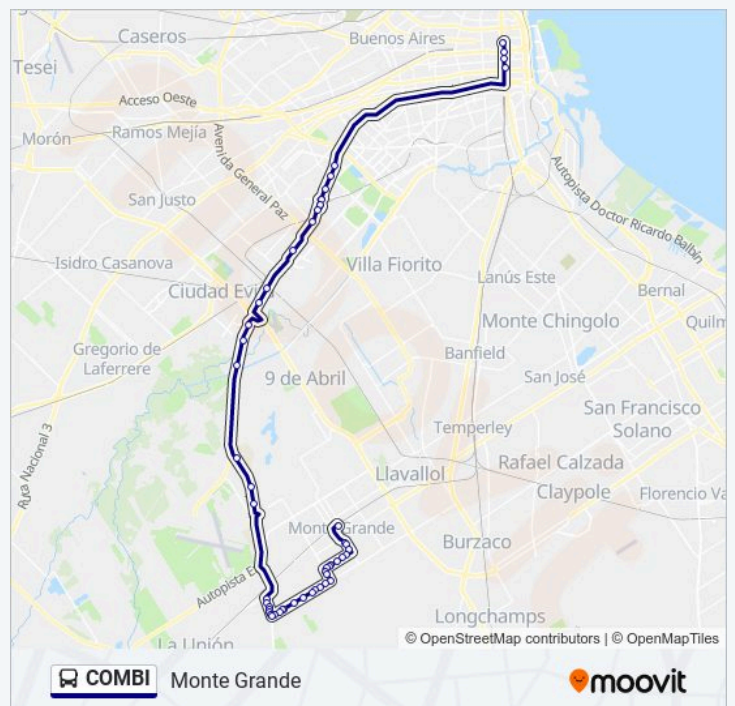 Caseros
Buenos Aires
Tesei
Acceso Oeste
Morón
Ramos Mejía
Avenida General Paz
San Justo
Autopista Doctor Ricardo Balbín
Isidro Casanova
Villa Fiorito
Lanús Este
Ciudad Evi
Bernal
Monte Chingolo
Quilm
Gregorio de
Laferrere
Banfield
9 de Abril
San José
San Francisco
Solano
Temperley
Ruta Nacional 3
Llavallol
Rafael Calzada
Claypole
Florencio Va
Monte Grande
Burzaco
Autopista E
Longchamps
La Unión
© OpenStreetMap contributors | © OpenMapTiles
COMBI
Monte Grande
moovit